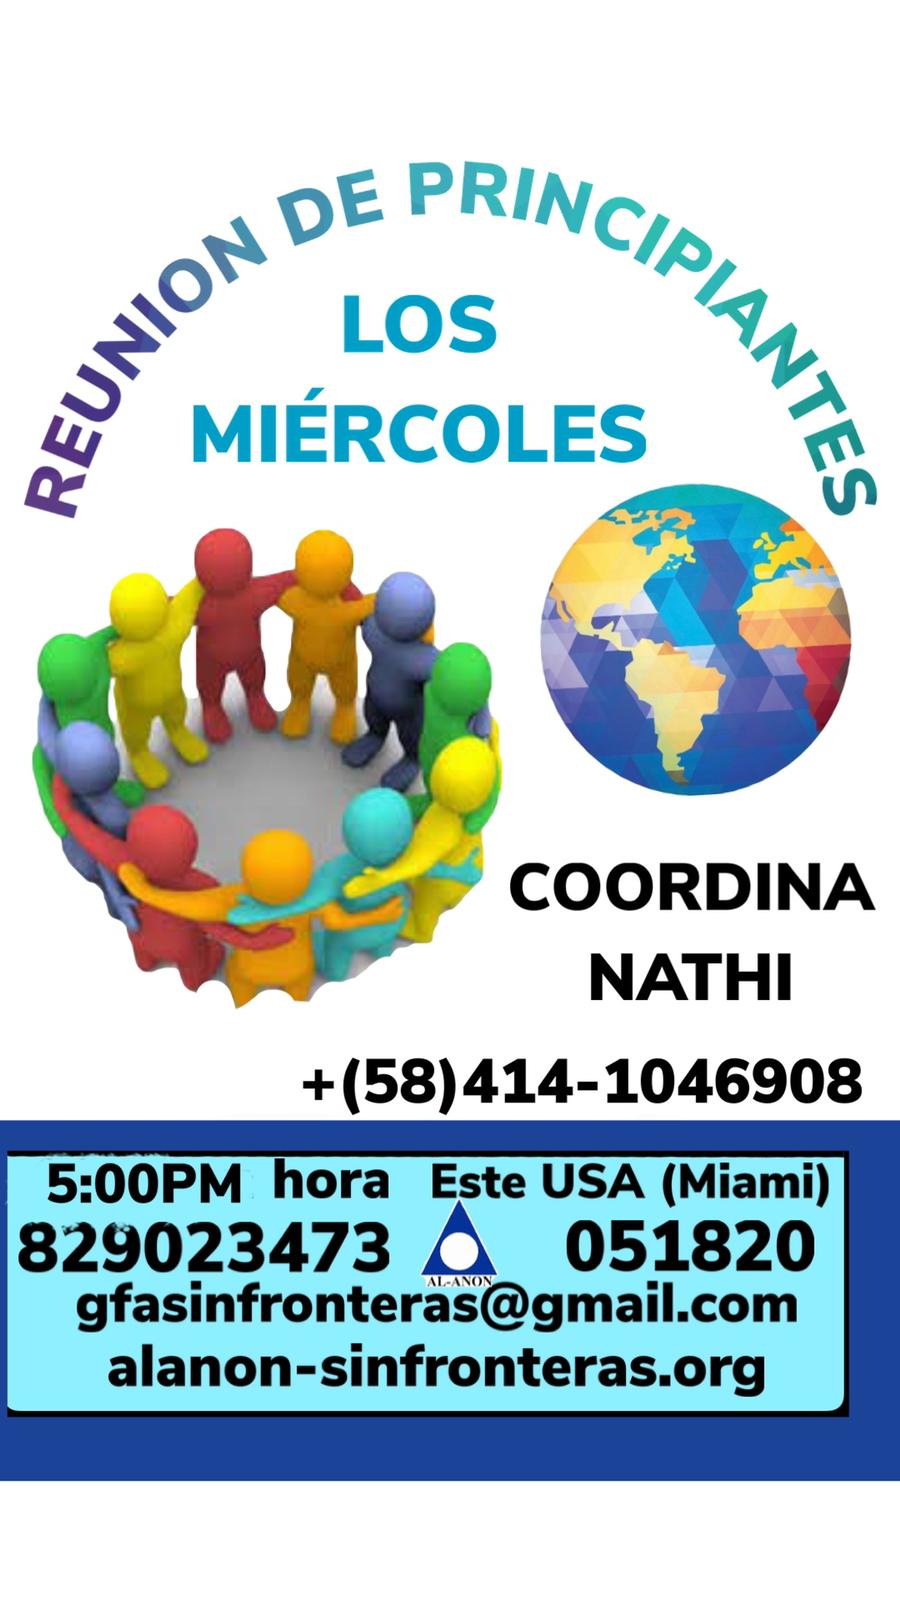 REUNION DE PRINCIPIANTES
LOS
MIÉRCOLES
COORDINA
NATHI
+(58)414-1046908
5:00PM hora Este USA (Miami)
829023473 051820
AL-ANON
gfasinfronteras@gmail.com
alanon-sinfronteras.org